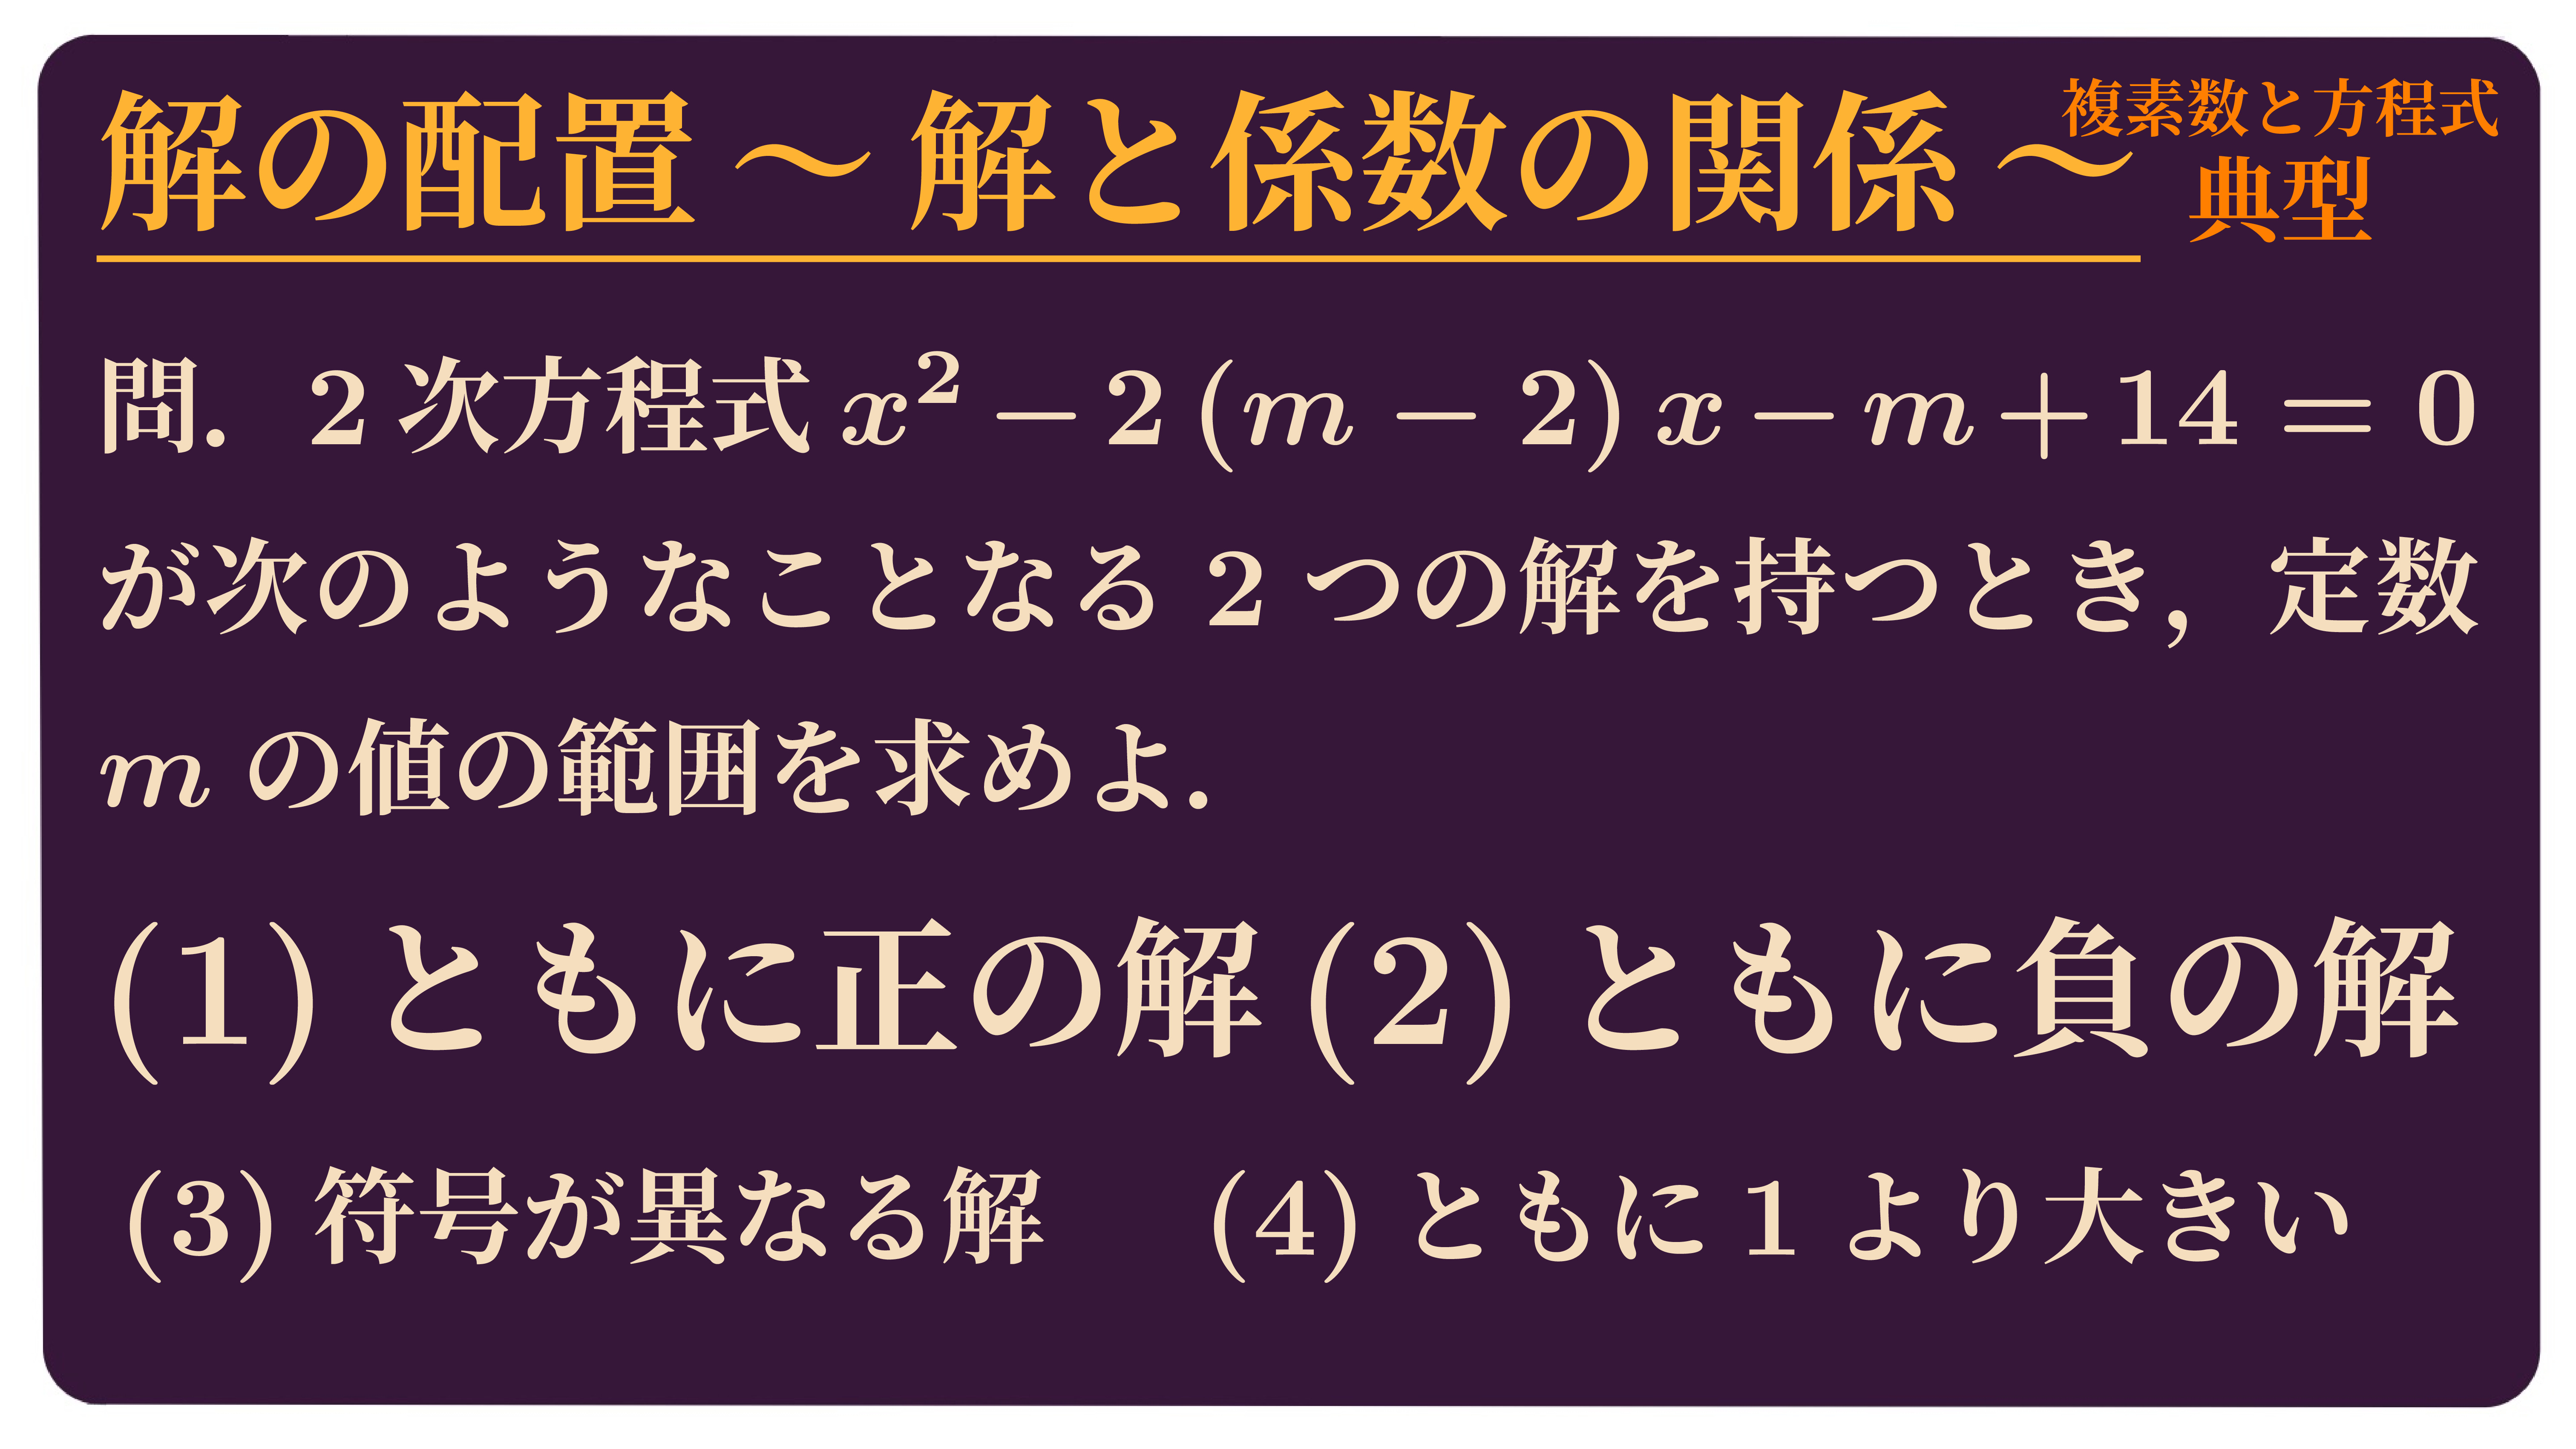 解の配置～解と係数の関係～
複素数と方程式
典型
問．2次方程式 x² − 2(m − 2)x − m + 14 = 0
が次のようなことなる 2 つの解を持つとき，定数
m の値の範囲を求めよ．
(1) ともに正の解 (2) ともに負の解
(3) 符号が異なる解 (4) ともに 1 より大きい